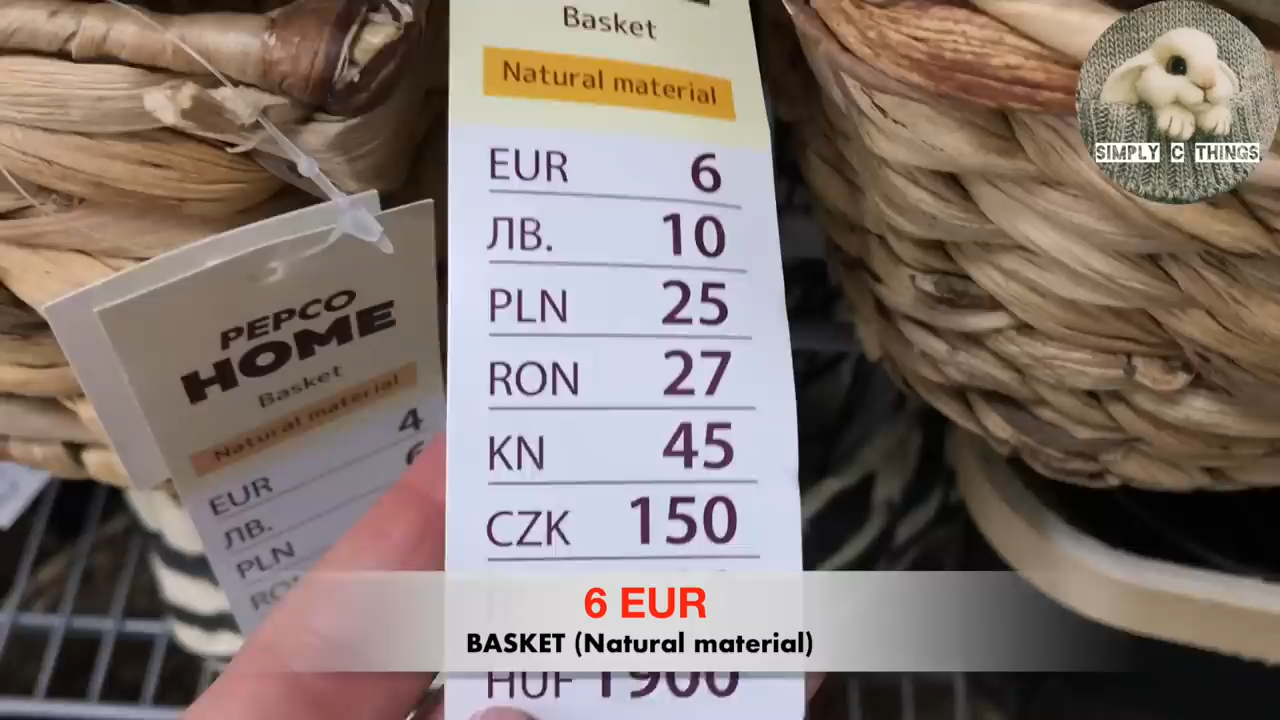 Basket
Natural material
EUR 6
ЛВ. 10
PLN 25
RON 27
KN 45
CZK 150
HUF 1900
PEPCO
HOME
Basket
Natural material
4
EUR
ЛВ.
PLN
SIMPLY C THINGS
6 EUR
BASKET (Natural material)